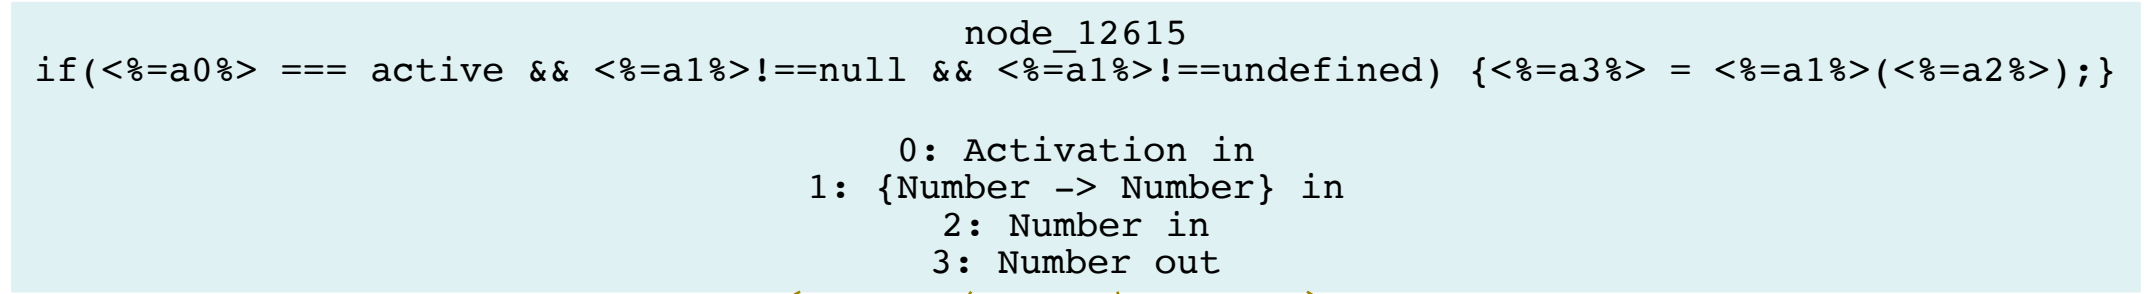 node_12615
if(<%=a0%> === active && <%=a1%>!==null && <%=a1%>!==undefined) {<%=a3%> = <%=a1%>(<%=a2%>);}
0: Activation in
1: {Number -> Number} in
2: Number in
3: Number out